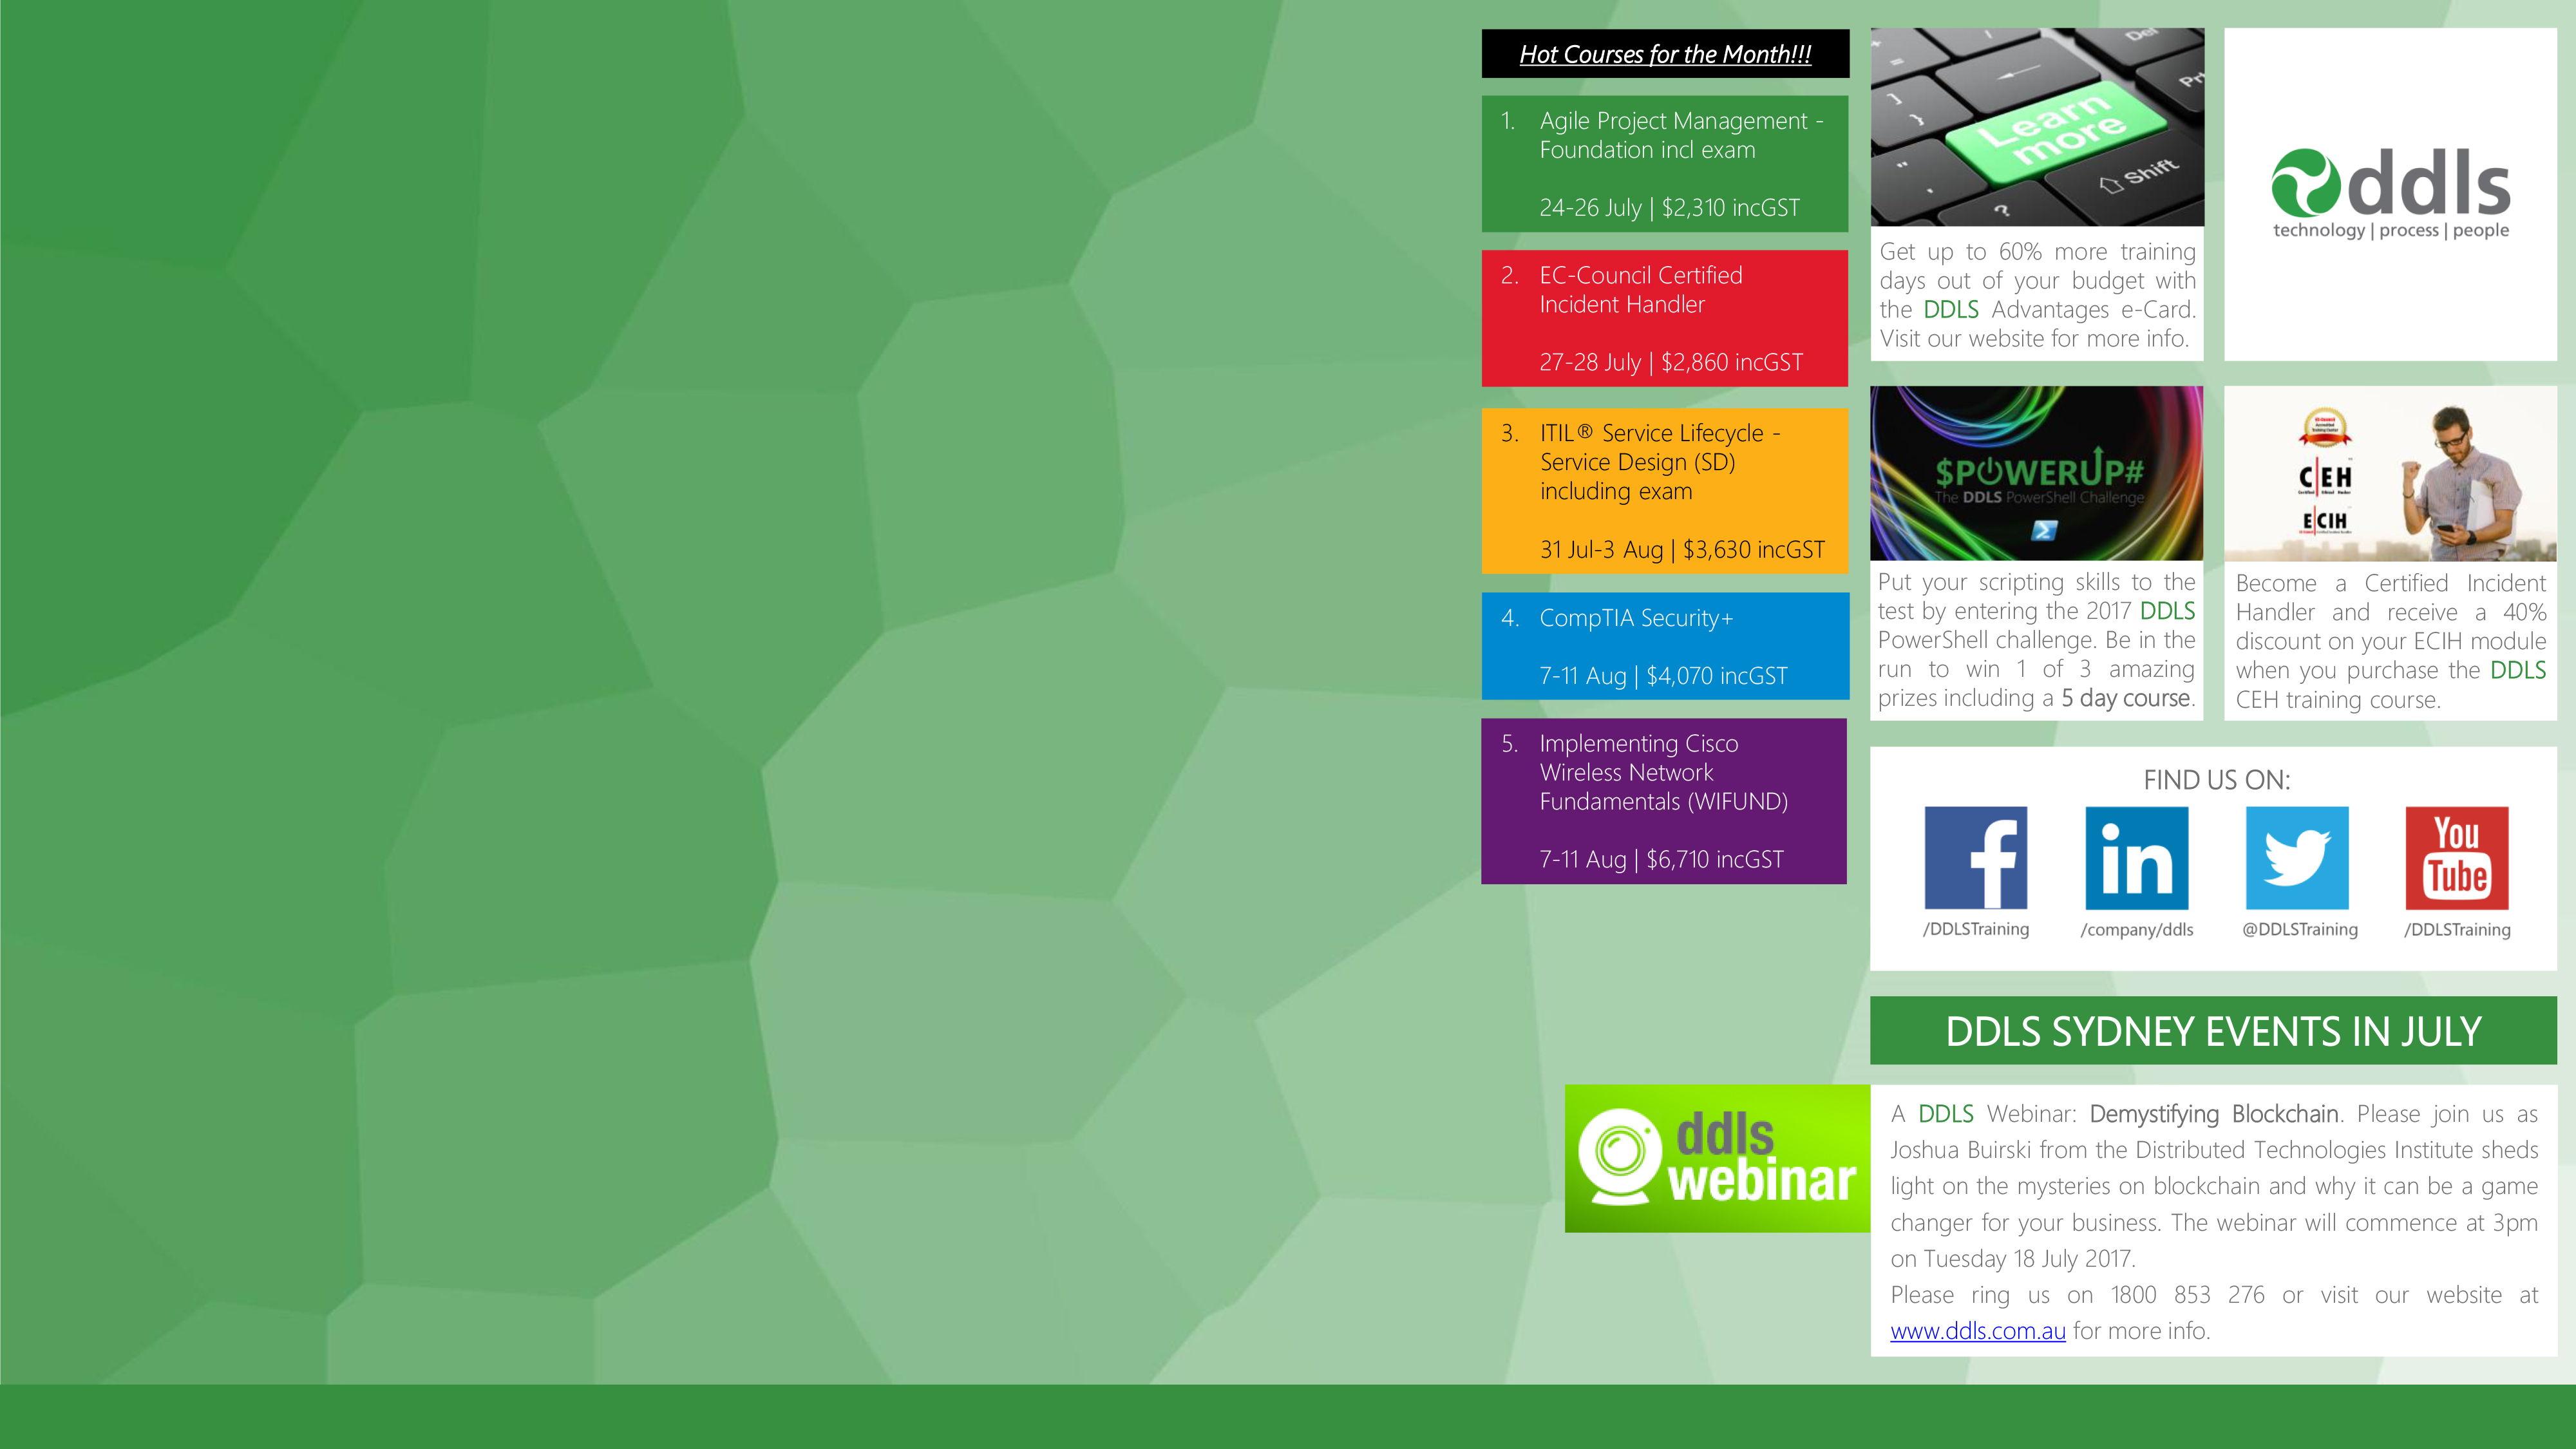 Hot Courses for the Month!!!
1. Agile Project Management -
Foundation incl exam
24-26 July | $2,310 incGST
2. EC-Council Certified
Incident Handler
27-28 July | $2,860 incGST
3. ITIL® Service Lifecycle -
Service Design (SD)
including exam
31 Jul-3 Aug | $3,630 incGST
4. CompTIA Security+
7-11 Aug | $4,070 incGST
5. Implementing Cisco
Wireless Network
Fundamentals (WIFUND)
7-11 Aug | $6,710 incGST
Del
Learn
more
Shift
Get up to 60% more training
days out of your budget with
the DDLS Advantages e-Card.
Visit our website for more info.
ddls
technology | process | people
$POWERUP#
The DDLS PowerShell Challenge
Put your scripting skills to the
test by entering the 2017 DDLS
PowerShell challenge. Be in the
run to win 1 of 3 amazing
prizes including a 5 day course.
C|EH
E|CIH
Become a Certified Incident
Handler and receive a 40%
discount on your ECIH module
when you purchase the DDLS
CEH training course.
FIND US ON:
f
in
You
Tube
/DDLSTraining
/company/ddls
@DDLSTraining
/DDLSTraining
DDLS SYDNEY EVENTS IN JULY
ddls
webinar
A DDLS Webinar: Demystifying Blockchain. Please join us as
Joshua Buirski from the Distributed Technologies Institute sheds
light on the mysteries on blockchain and why it can be a game
changer for your business. The webinar will commence at 3pm
on Tuesday 18 July 2017.
Please ring us on 1800 853 276 or visit our website at
www.ddls.com.au for more info.